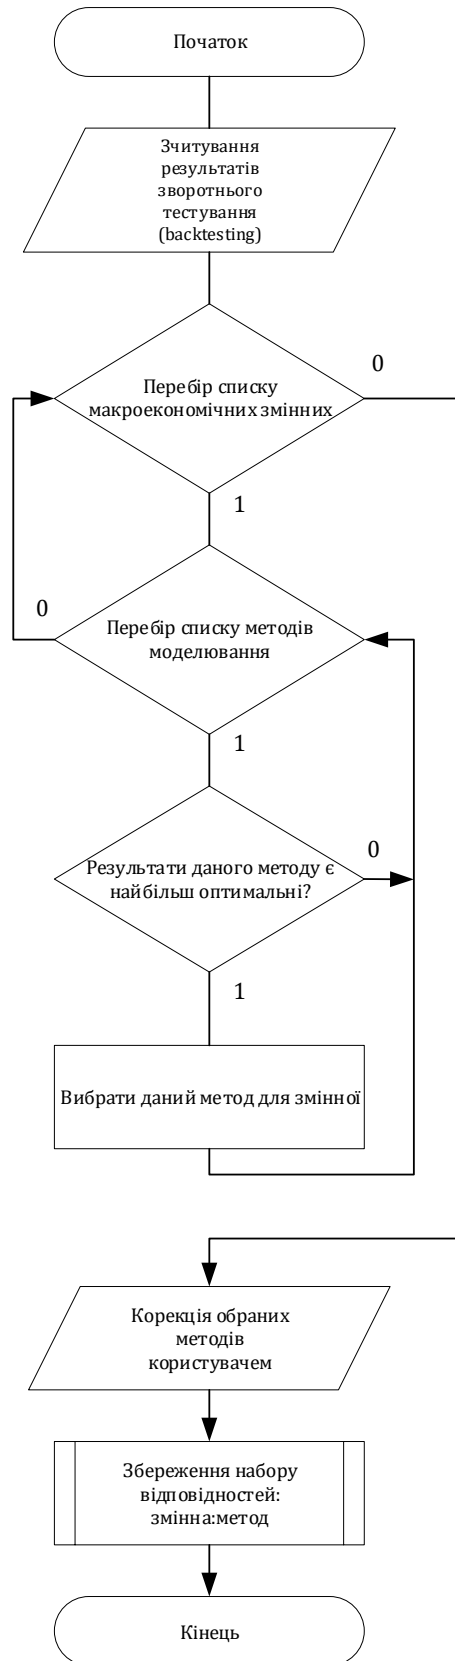 Початок
Зчитування
результатів
зворотнього
тестування
(backtesting)
0
Перебір списку
макроекономічних змінних
1
0
Перебір списку методів
моделювання
1
0
Результати даного методу є
найбільш оптимальні?
1
Вибрати даний метод для змінної
Корекція обраних
методів
користувачем
Збереження набору
відповідностей:
змінна:метод
Кінець